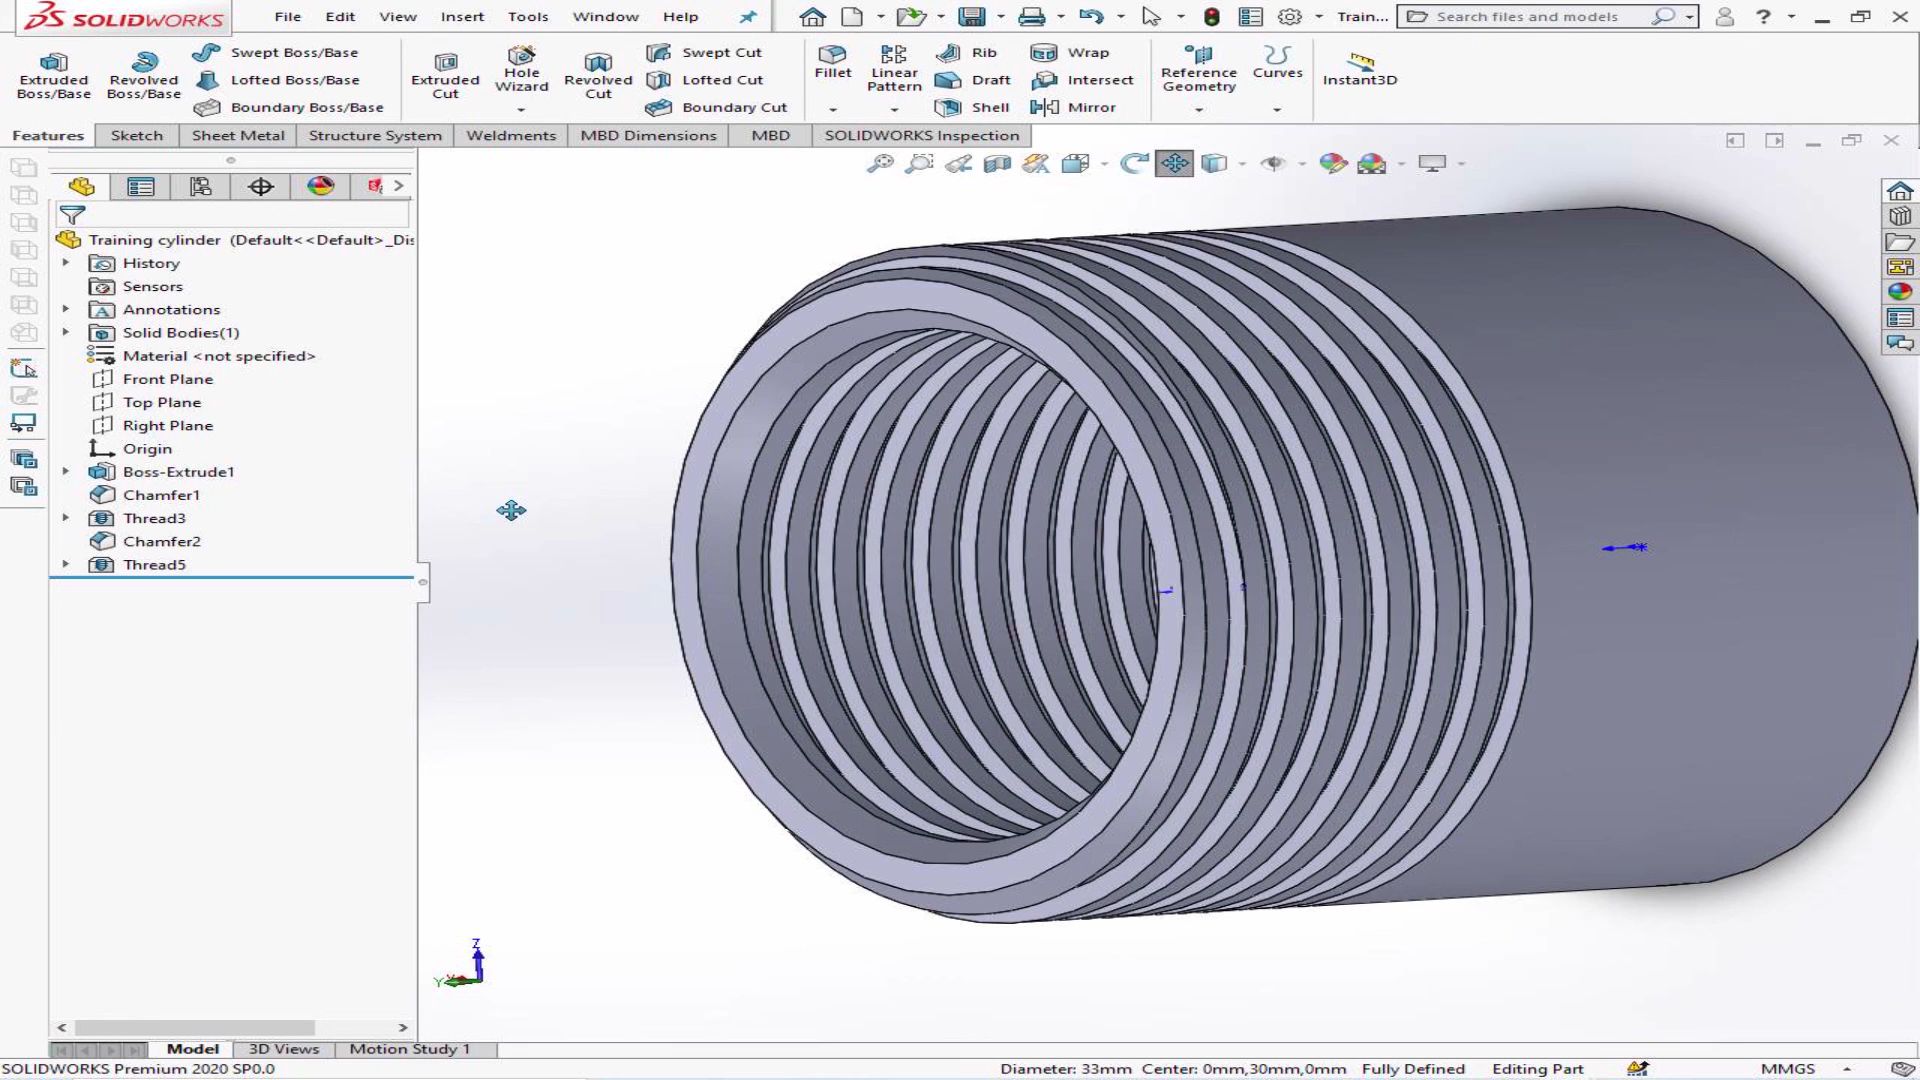 SOLIDWORKS
File Edit View Insert Tools Window Help
Train...
Search files and models
Extruded Boss/Base
Revolved Boss/Base
Swept Boss/Base
Lofted Boss/Base
Boundary Boss/Base
Extruded Cut
Hole Wizard
Revolved Cut
Swept Cut
Lofted Cut
Boundary Cut
Fillet
Linear Pattern
Rib
Draft
Shell
Wrap
Intersect
Mirror
Reference Geometry
Curves
Instant3D
Features Sketch Sheet Metal Structure System Weldments MBD Dimensions MBD SOLIDWORKS Inspection
Training cylinder (Default<<Default>_Dis
History
Sensors
Annotations
Solid Bodies(1)
Material <not specified>
Front Plane
Top Plane
Right Plane
Origin
Boss-Extrude1
Chamfer1
Thread3
Chamfer2
Thread5
Z
Y
Model 3D Views Motion Study 1
SOLIDWORKS Premium 2020 SP0.0
Diameter: 33mm Center: 0mm,30mm,0mm Fully Defined Editing Part MMGS